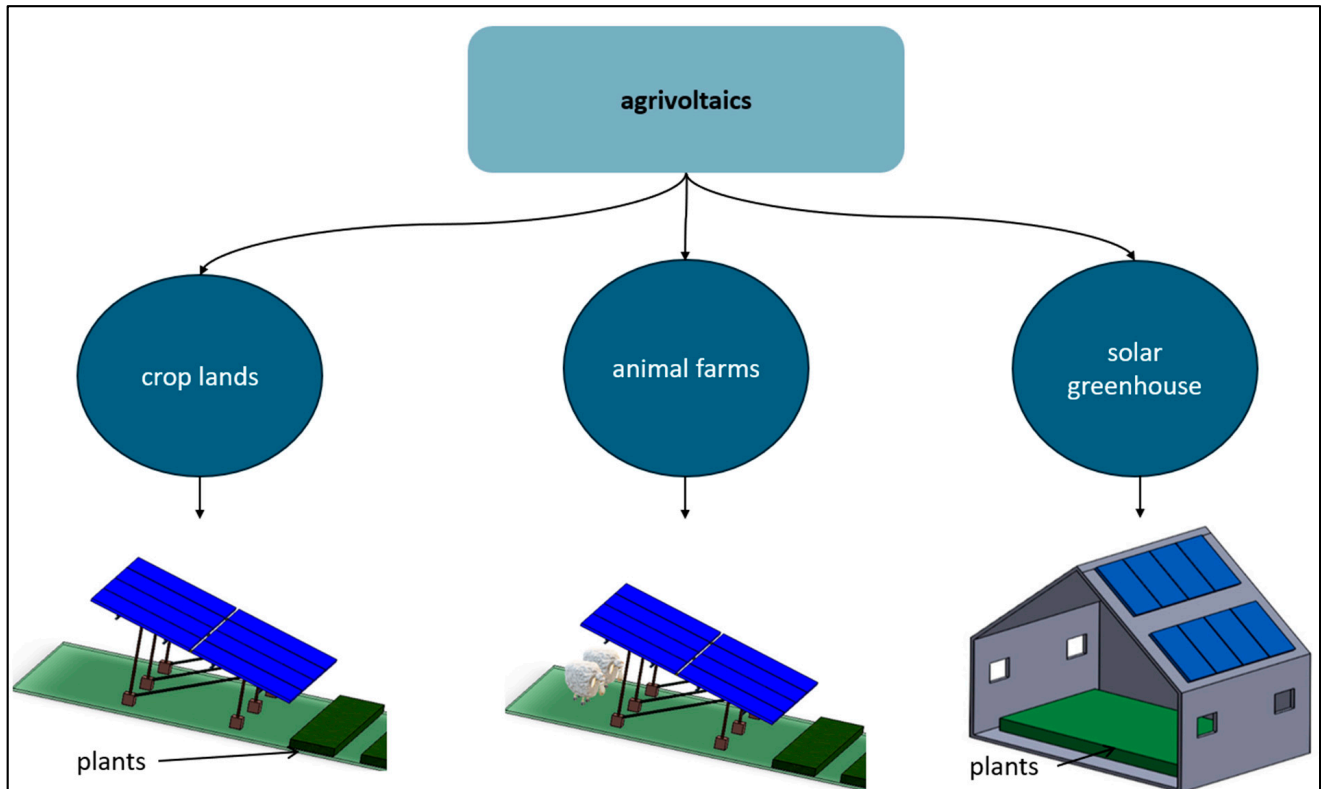 agrivoltaics
crop lands
animal farms
solar
greenhouse
plants
plants